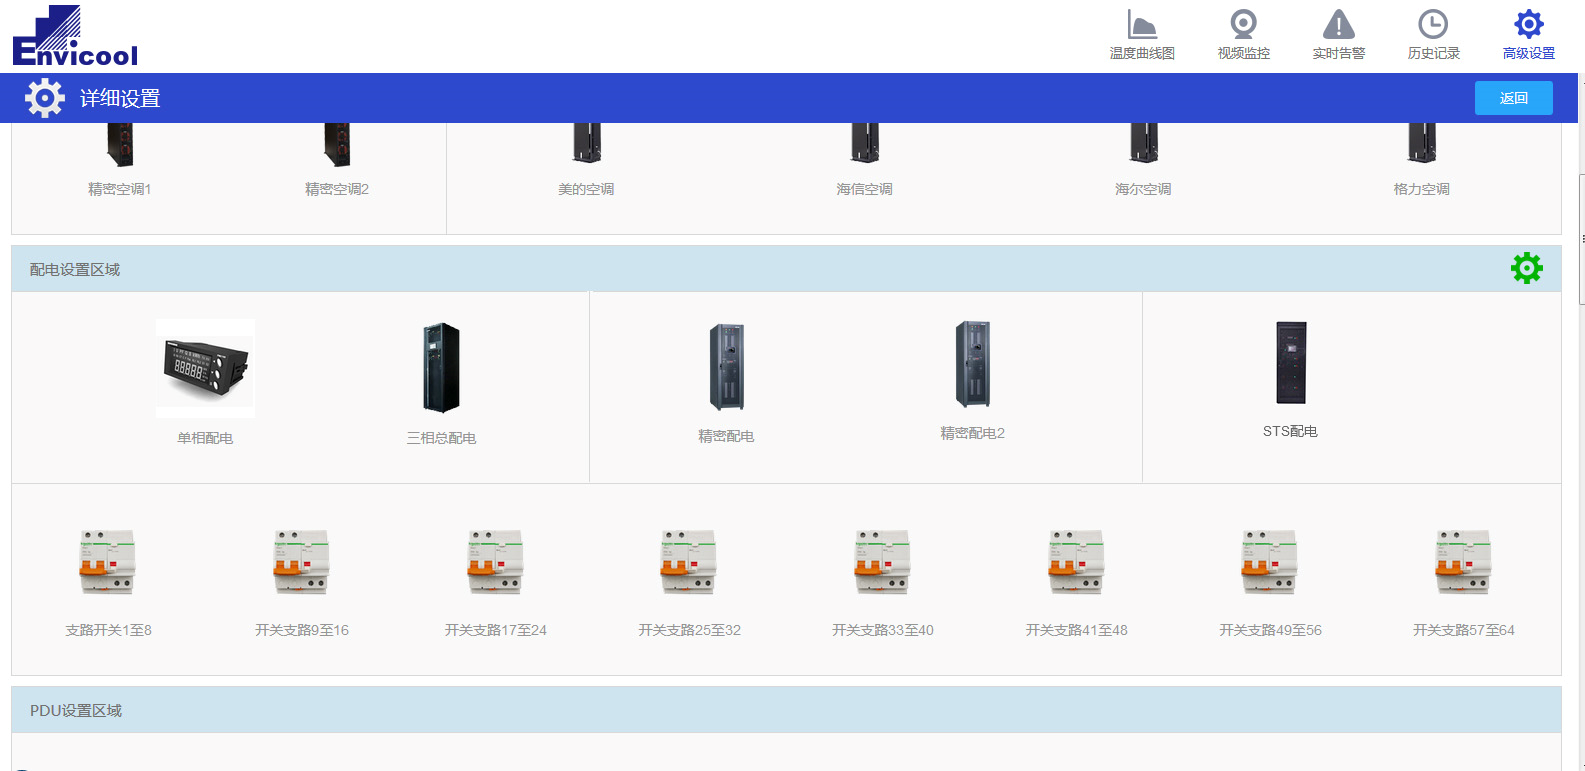 Envicool
温度曲线图
视频监控
实时告警
历史记录
高级设置
详细设置
返回
精密空调1
精密空调2
美的空调
海信空调
海尔空调
格力空调
配电设置区域
单相配电
三相总配电
精密配电
精密配电2
STS配电
支路开关1至8
开关支路9至16
开关支路17至24
开关支路25至32
开关支路33至40
开关支路41至48
开关支路49至56
开关支路57至64
PDU设置区域